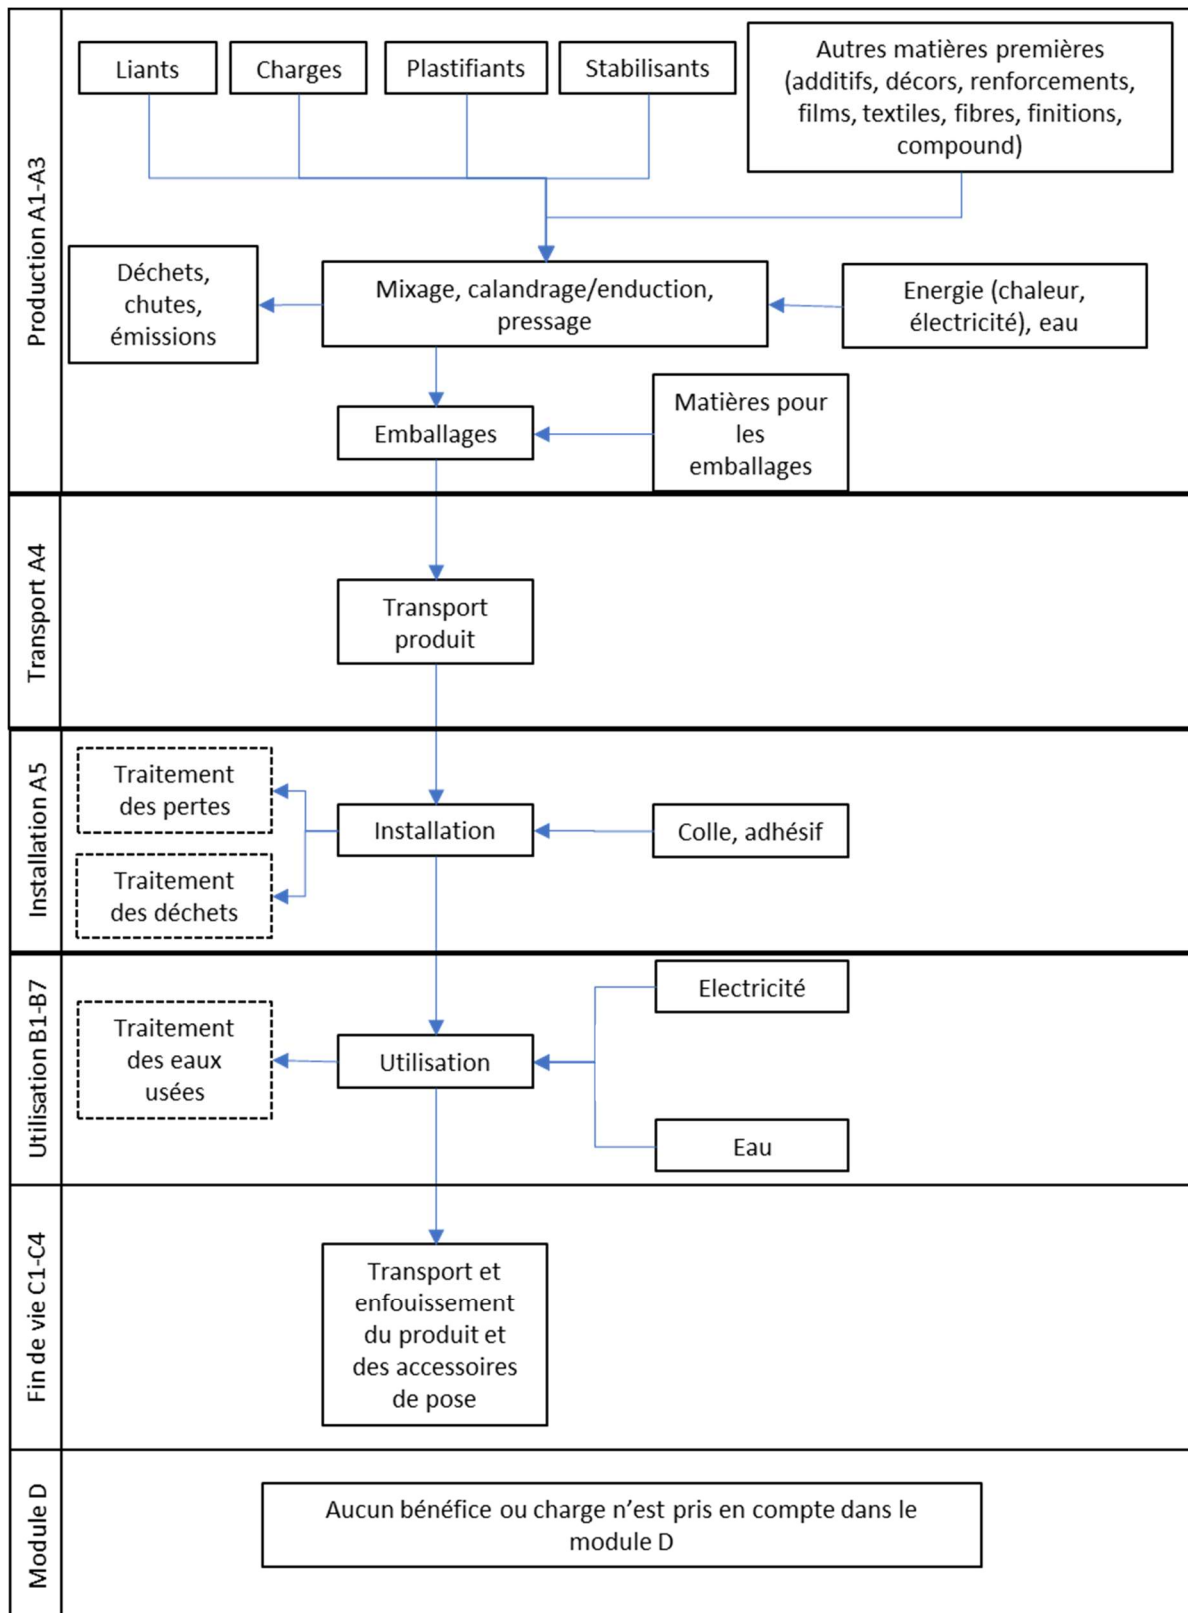 Production A1-A3
Liants
Charges
Plastifiants
Stabilisants
Autres matières premières
(additifs, décors, renforcements,
films, textiles, fibres, finitions,
compound)
Déchets,
chutes,
émissions
Mixage, calandrage/enduction,
pressage
Energie (chaleur,
électricité), eau
Emballages
Matières pour
les
emballages
Transport A4
Transport
produit
Installation A5
Traitement
des pertes
Installation
Colle, adhésif
Traitement
des déchets
Utilisation B1-B7
Electricité
Traitement
des eaux
usées
Utilisation
Eau
Fin de vie C1-C4
Transport et
enfouissement
du produit et
des accessoires
de pose
Module D
Aucun bénéfice ou charge n’est pris en compte dans le
module D